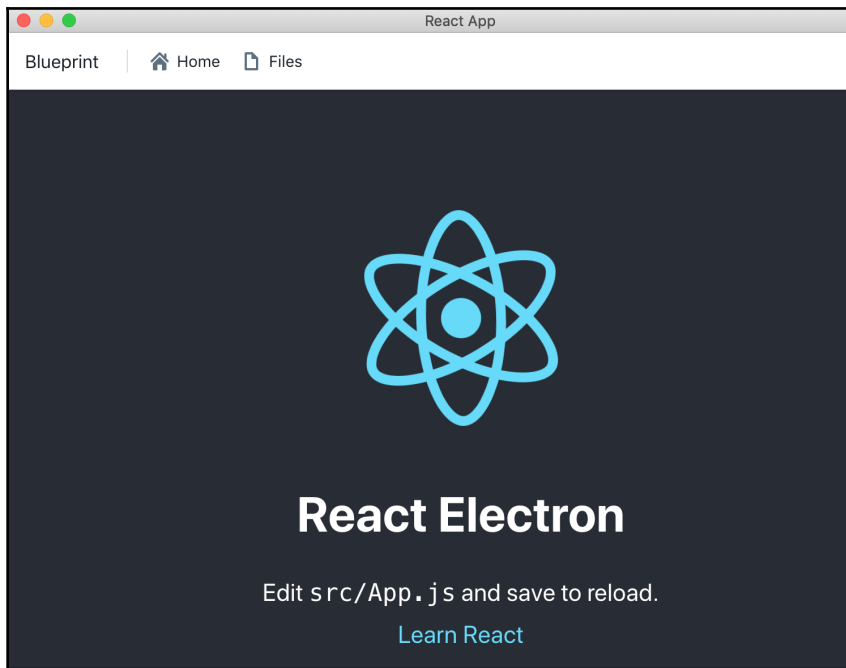 React App
Blueprint Home Files
React Electron
Edit src/App.js and save to reload.
Learn React